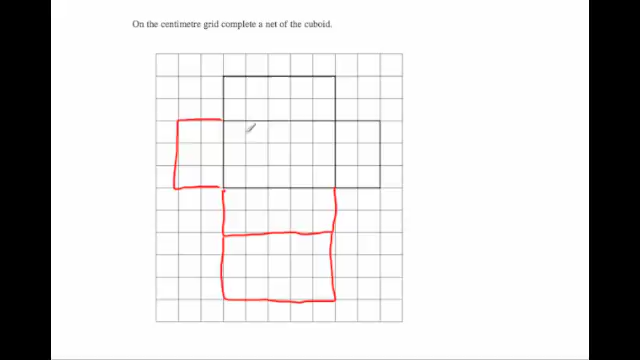 On the centimetre grid complete a net of the cuboid.